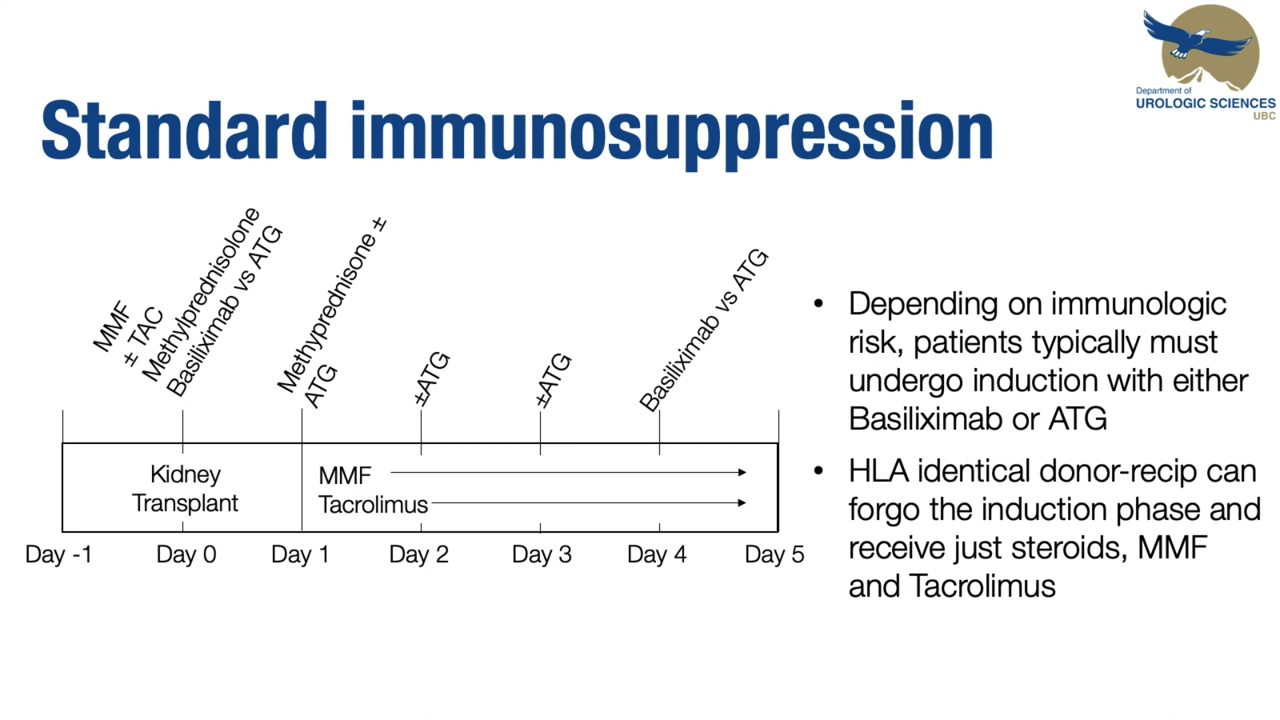 Department of
UROLOGIC SCIENCES
UBC
Standard immunosuppression
MMF
± TAC
Methylprednisolone
Basiliximab vs ATG
Methyprednisone ±
ATG
±ATG
±ATG
Basiliximab vs ATG
Kidney
Transplant
MMF
Tacrolimus
Day -1
Day 0
Day 1
Day 2
Day 3
Day 4
Day 5
• Depending on immunologic
risk, patients typically must
undergo induction with either
Basiliximab or ATG
• HLA identical donor-recip can
forgo the induction phase and
receive just steroids, MMF
and Tacrolimus